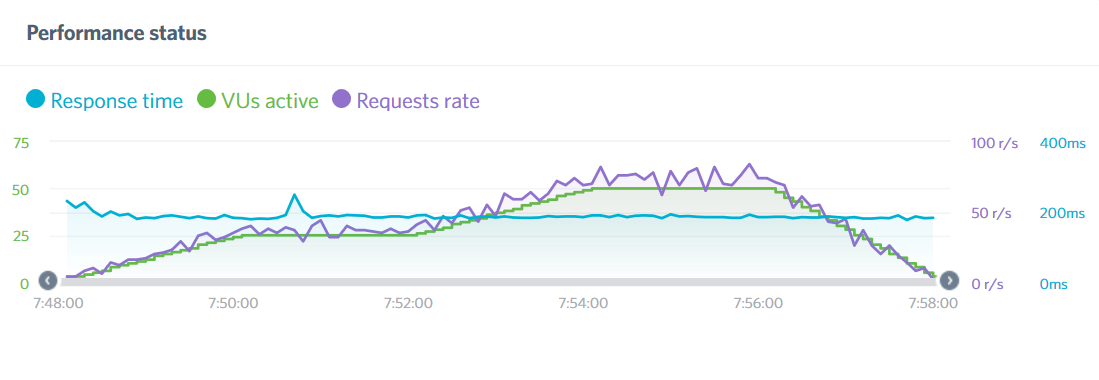 Performance status
Response time VUs active Requests rate
75 100 r/s 400ms
50
50 r/s 200ms
25
0 0 r/s 0ms
7:48:00 7:50:00 7:52:00 7:54:00 7:56:00 7:58:00